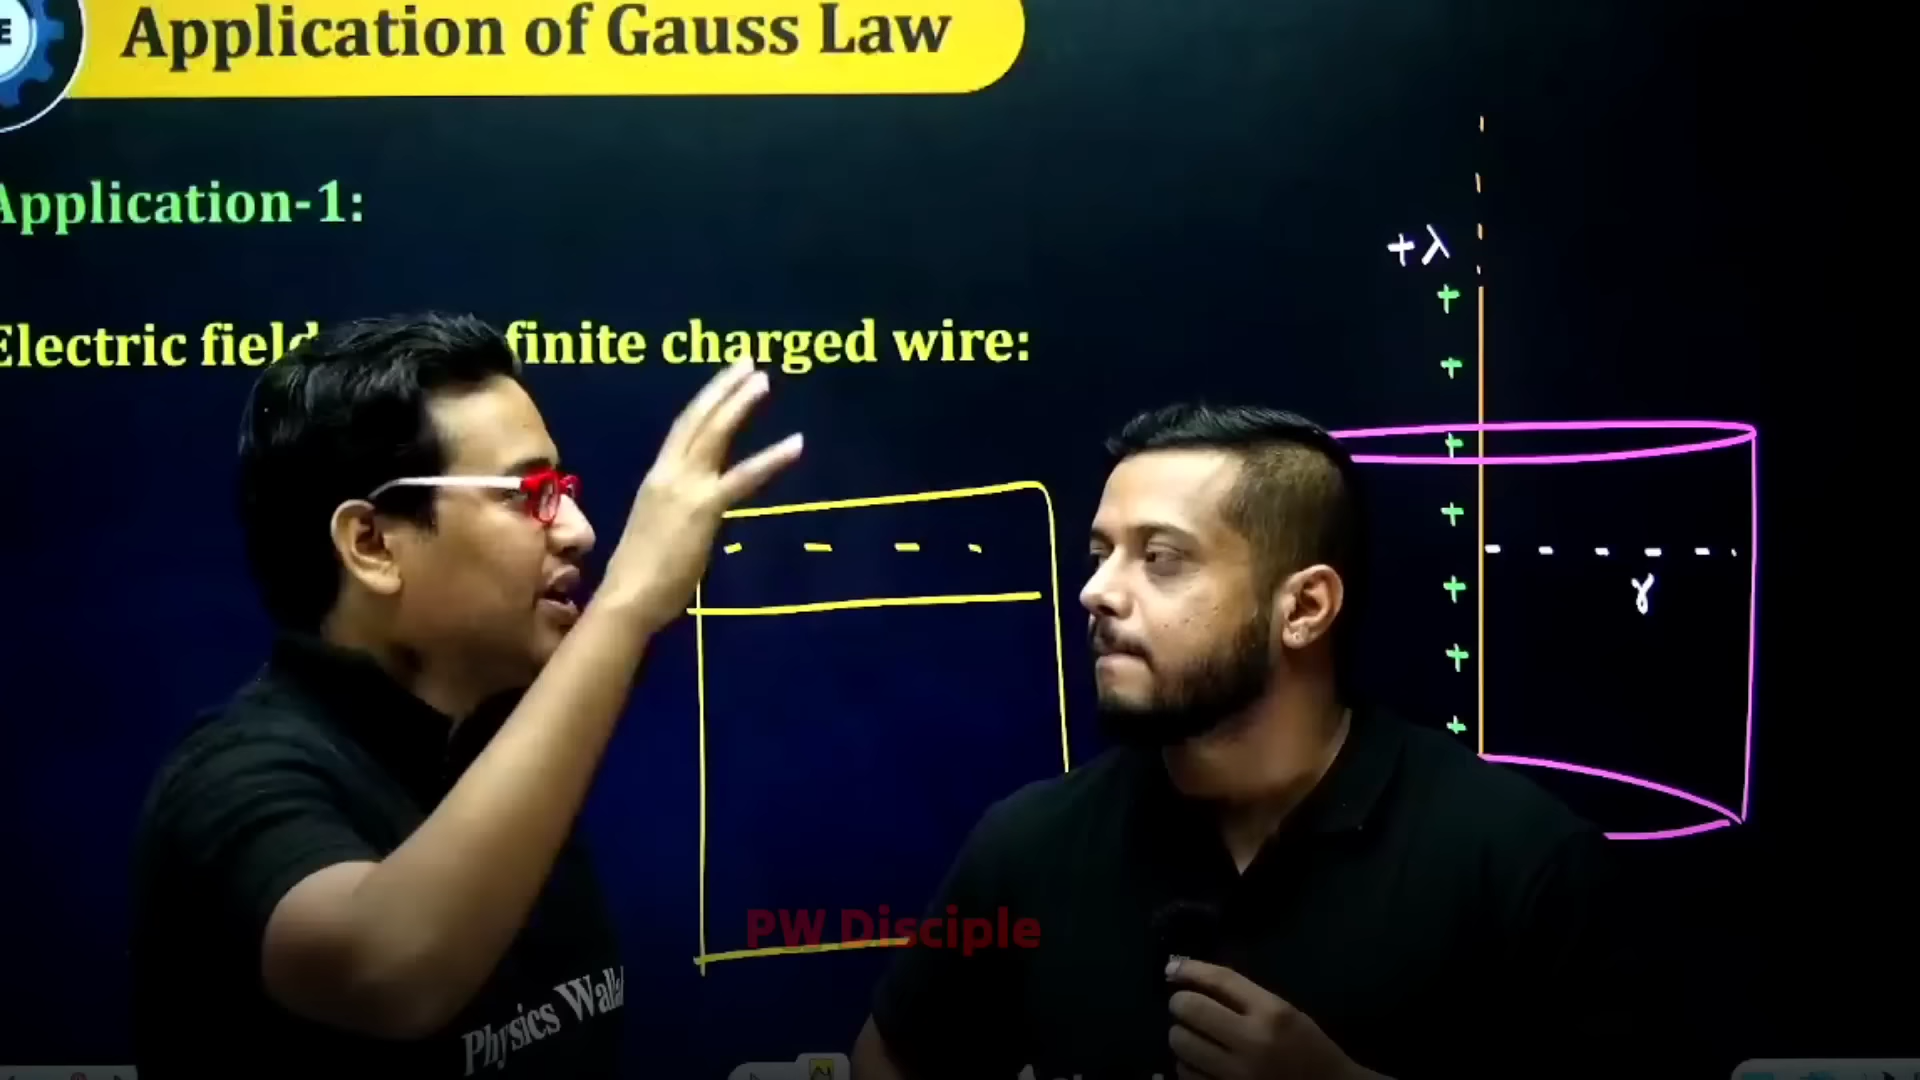 E
Application of Gauss Law
Application-1:
+λ
Electric field finite charged wire:
+
+
+
+
+
+
+
r
PW Disciple
Physics Walla